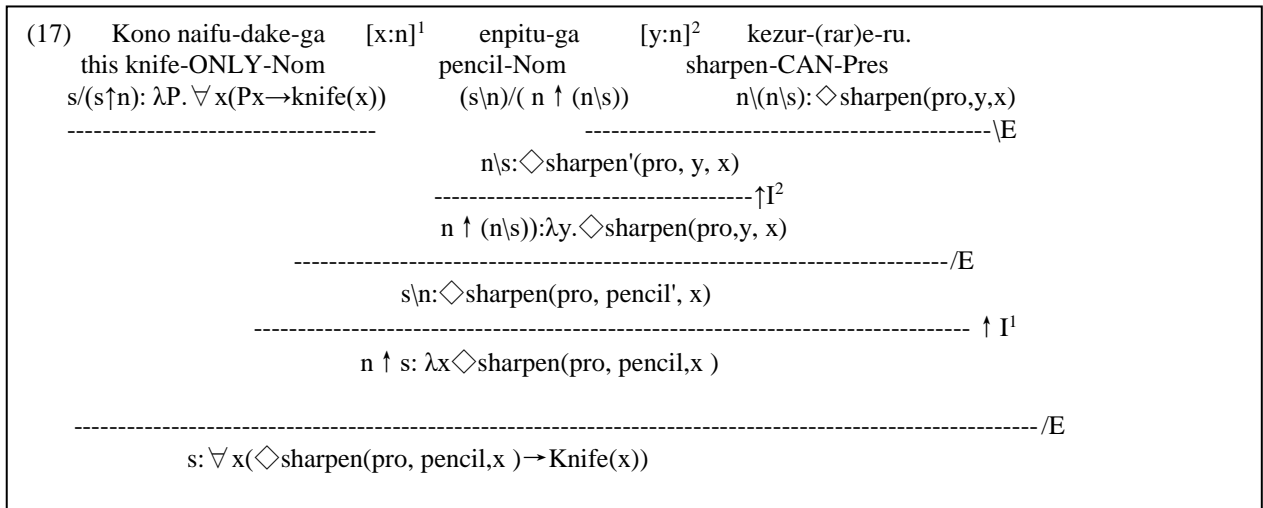 (17) Kono naifu-dake-ga [x:n]¹ enpitu-ga [y:n]² kezur-(rar)e-ru.
this knife-ONLY-Nom pencil-Nom sharpen-CAN-Pres
s/(s↑n): λP.∀x(Px→knife(x)) (s\n)/( n↑(n\s)) n\(n\s):◇sharpen(pro,y,x)
----------------------------------- ----------------------------------------------\E
n\s:◇sharpen'(pro, y, x)
------------------------------------↑I²
n↑(n\s)):λy.◇sharpen(pro,y, x)
--------------------------------------------------------------------------/E
s\n:◇sharpen(pro, pencil', x)
--------------------------------------------------------------------------------- ↑I¹
n↑s: λx◇sharpen(pro, pencil,x )
-------------------------------------------------------------------------------------------------------------/E
s:∀x(◇sharpen(pro, pencil,x )→Knife(x))